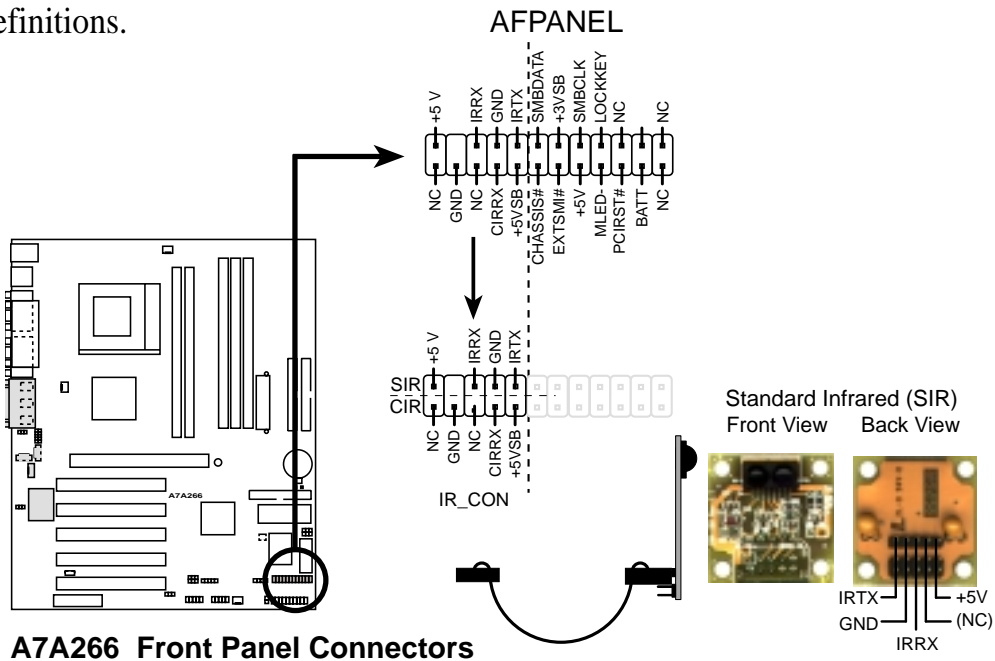 efinitions.
AFPANEL
+5 V
IRRX
GND
IRTX
SMBDATA
+3VSB
SMBCLK
LOCKKEY
NC
NC
NC
GND
NC
CIRRX
+5VSB
CHASSIS#
EXTSMI#
+5V
MLED-
PCIRST#
BATT
NC
+5 V
IRRX
GND
IRTX
SIR
CIR
NC
GND
NC
CIRRX
+5VSB
IR_CON
A7A266
Standard Infrared (SIR)
Front View Back View
IRTX
+5V
GND
(NC)
IRRX
A7A266 Front Panel Connectors